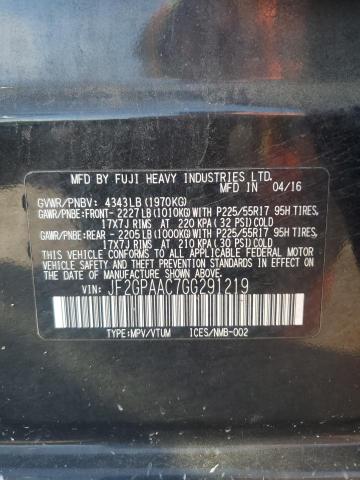 MFD BY FUJI HEAVY INDUSTRIES LTD.
IN 04/16
GVWR/PNBV: 4343LB(1970KG)
GAWR/PNBE:FRONT- 2227LB(1010KG)WITH P225/55R17 95H TIRES,
17X7J RIMS AT 220 KPA(32 PSI)COLD
GAWR/PNBE:REAR - 2205LB(1000KG)WITH P225/55R17 95H TIRES,
17X7J RIMS AT 210 KPA(30 PSI)COLD
THIS VEHICLE CONFORMS TO ALL APPLICABLE FEDERAL
MOTOR VEHICLE SAFETY, BUMPER, AND THEFT
PREVENTION STANDARDS IN EFFECT ON THE DATE OF
MANUFACTURE SHOWN ABOVE.
VIN: JF2GPAAC7GG291219
TYPE:MPV/VTUM ICES/NMB-002